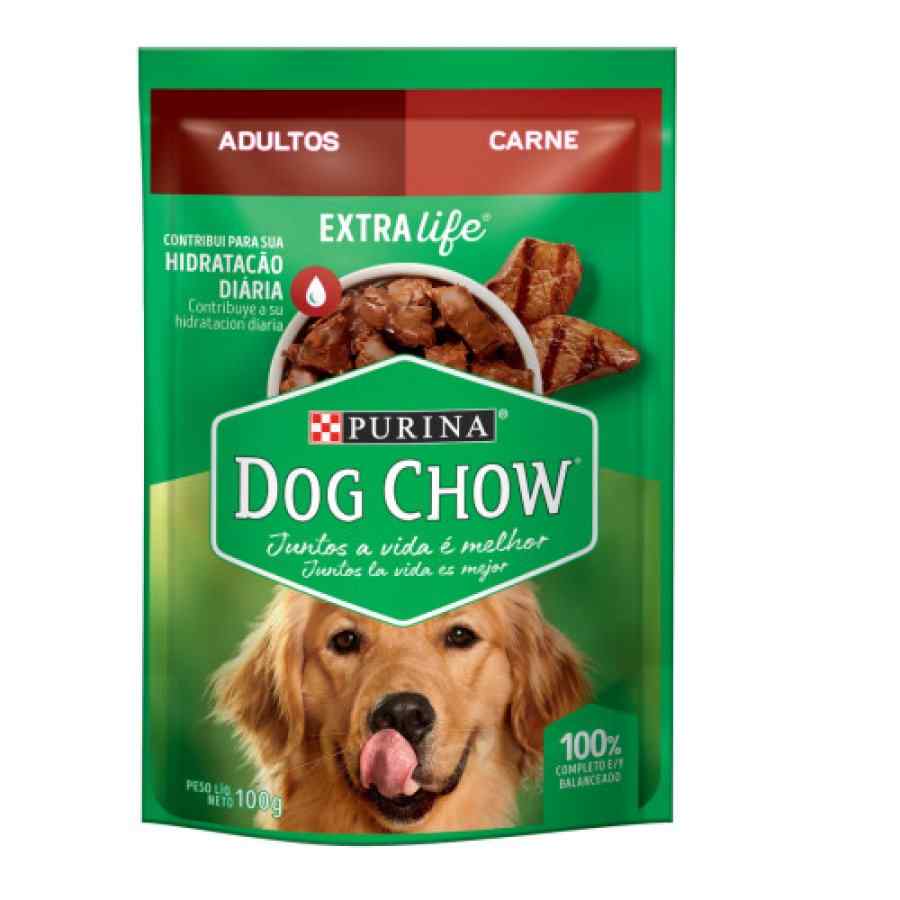 ADULTOS
CARNE
EXTRA life®
CONTRIBUI PARA SUA
HIDRATAÇÃO
DIÁRIA
Contribuye a su
hidratación diaria
PURINA®
DOG CHOW®
Juntos a vida é melhor
Juntos la vida es mejor
100%
COMPLETO E/Y
BALANCEADO
PESO LÍQ.
NETO 100g